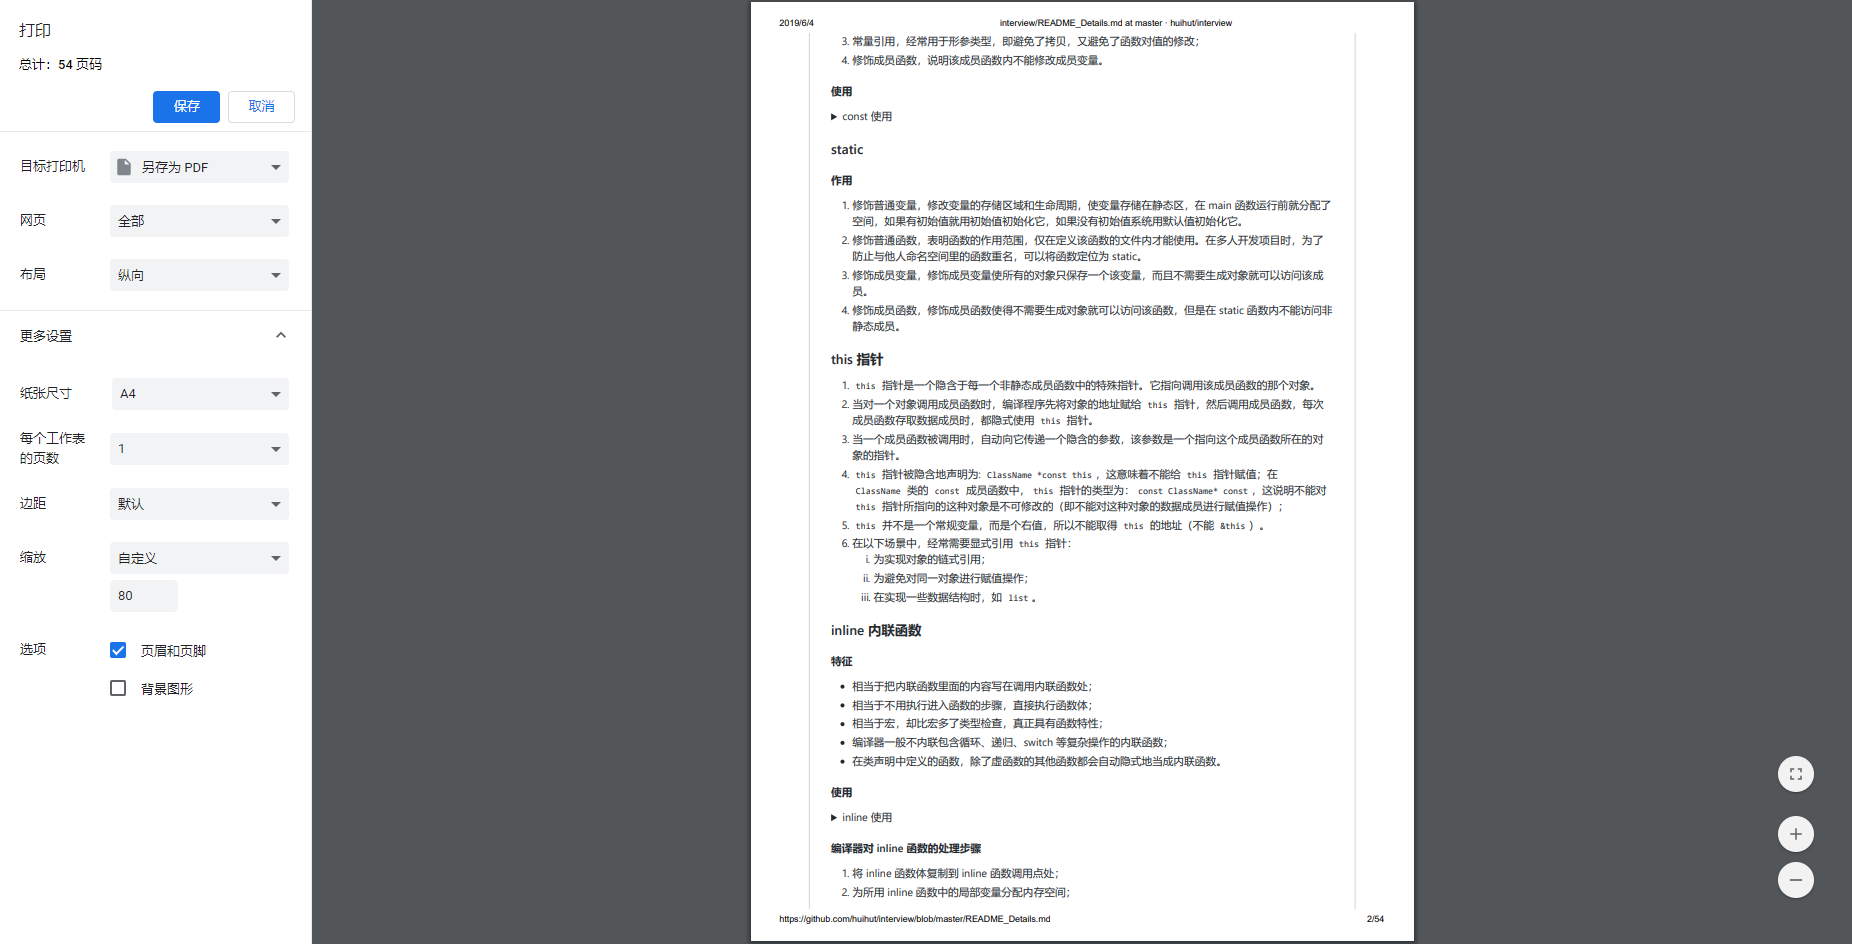 打印
总计：54 页码
保存
取消
目标打印机
另存为 PDF
网页
全部
布局
纵向
更多设置
纸张尺寸
A4
每个工作表
的页数
1
边距
默认
缩放
自定义
80
选项
页眉和页脚
背景图形
2019/6/4
interview/README_Details.md at master · huihut/interview
3. 常量引用，经常用于形参类型，即避免了拷贝，又避免了函数对值的修改；
4. 修饰成员函数，说明该成员函数内不能修改成员变量。
使用
▶ const 使用
static
作用
1. 修饰普通变量，修改变量的存储区域和生命周期，使变量存储在静态区，在 main 函数运行前就分配了
空间，如果有初始值就用初始值初始化它，如果没有初始值系统用默认值初始化它。
2. 修饰普通函数，表明函数的作用范围，仅在定义该函数的文件内才能使用。在多人开发项目时，为了
防止与他人命名空间里的函数重名，可以将函数定位为 static。
3. 修饰成员变量，修饰成员变量使所有的对象只保存一个该变量，而且不需要生成对象就可以访问该成
员。
4. 修饰成员函数，修饰成员函数使得不需要生成对象就可以访问该函数，但是在 static 函数内不能访问非
静态成员。
this 指针
1. this 指针是一个隐含于每一个非静态成员函数中的特殊指针。它指向调用该成员函数的那个对象。
2. 当对一个对象调用成员函数时，编译程序先将对象的地址赋给 this 指针，然后调用成员函数，每次
成员函数存取数据成员时，都隐式使用 this 指针。
3. 当一个成员函数被调用时，自动向它传递一个隐含的参数，该参数是一个指向这个成员函数所在的对
象的指针。
4. this 指针被隐含地声明为: ClassName *const this，这意味着不能给 this 指针赋值；在
ClassName 类的 const 成员函数中， this 指针的类型为： const ClassName* const，这说明不能对
this 指针所指向的这种对象是不可修改的（即不能对这种对象的数据成员进行赋值操作）；
5. this 并不是一个常规变量，而是个右值，所以不能取得 this 的地址（不能 &this ）。
6. 在以下场景中，经常需要显式引用 this 指针：
i. 为实现对象的链式引用；
ii. 为避免对同一对象进行赋值操作；
iii. 在实现一些数据结构时，如 list 。
inline 内联函数
特征
• 相当于把内联函数里面的内容写在调用内联函数处；
• 相当于不用执行进入函数的步骤，直接执行函数体；
• 相当于宏，却比宏多了类型检查，真正具有函数特性；
• 编译器一般不内联包含循环、递归、switch 等复杂操作的内联函数；
• 在类声明中定义的函数，除了虚函数的其他函数都会自动隐式地当成内联函数。
使用
▶ inline 使用
编译器对 inline 函数的处理步骤
1. 将 inline 函数体复制到 inline 函数调用点处；
2. 为所用 inline 函数中的局部变量分配内存空间；
https://github.com/huihut/interview/blob/master/README_Details.md
2/54